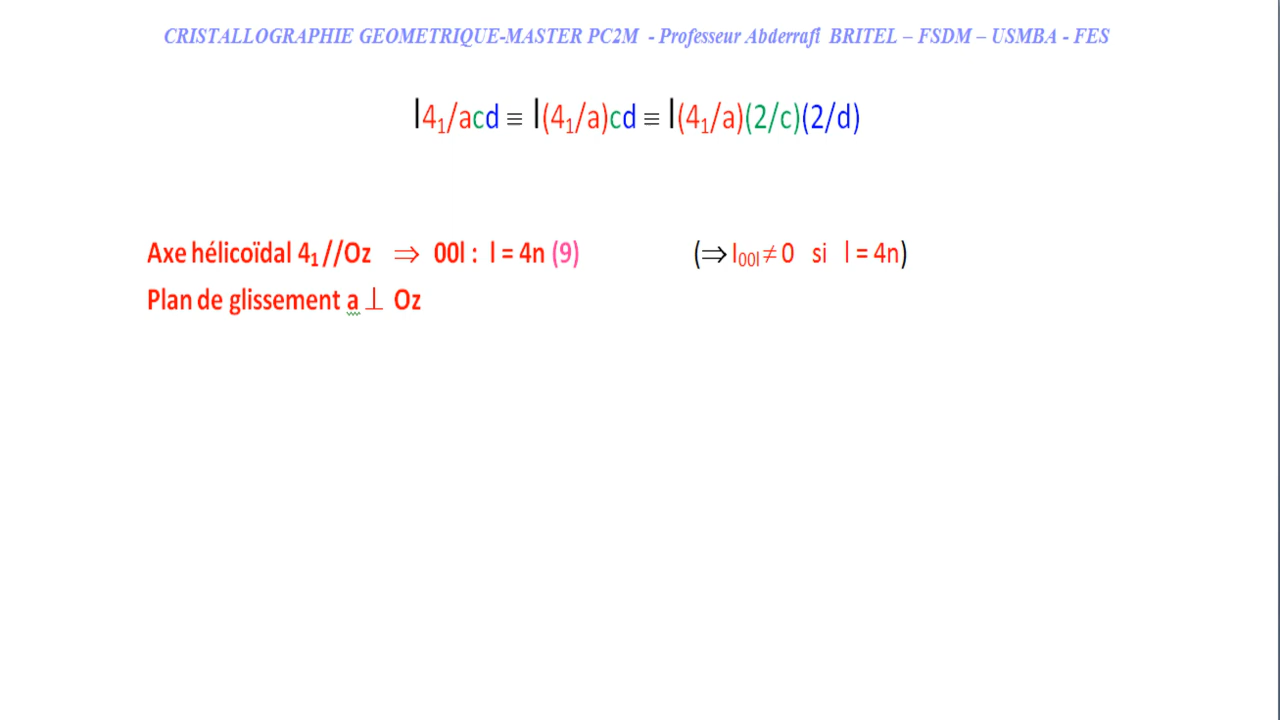 CRISTALLOGRAPHIE GEOMETRIQUE-MASTER PC2M - Professeur Abderrafi BRITEL – FSDM – USMBA - FES
I4₁/acd ≡ I(4₁/a)cd ≡ I(4₁/a)(2/c)(2/d)
Axe hélicoïdal 4₁//Oz ⇒ 00l : l = 4n (9) (⇒ I₀₀ₗ ≠ 0 si l = 4n)
Plan de glissement a ⊥ Oz